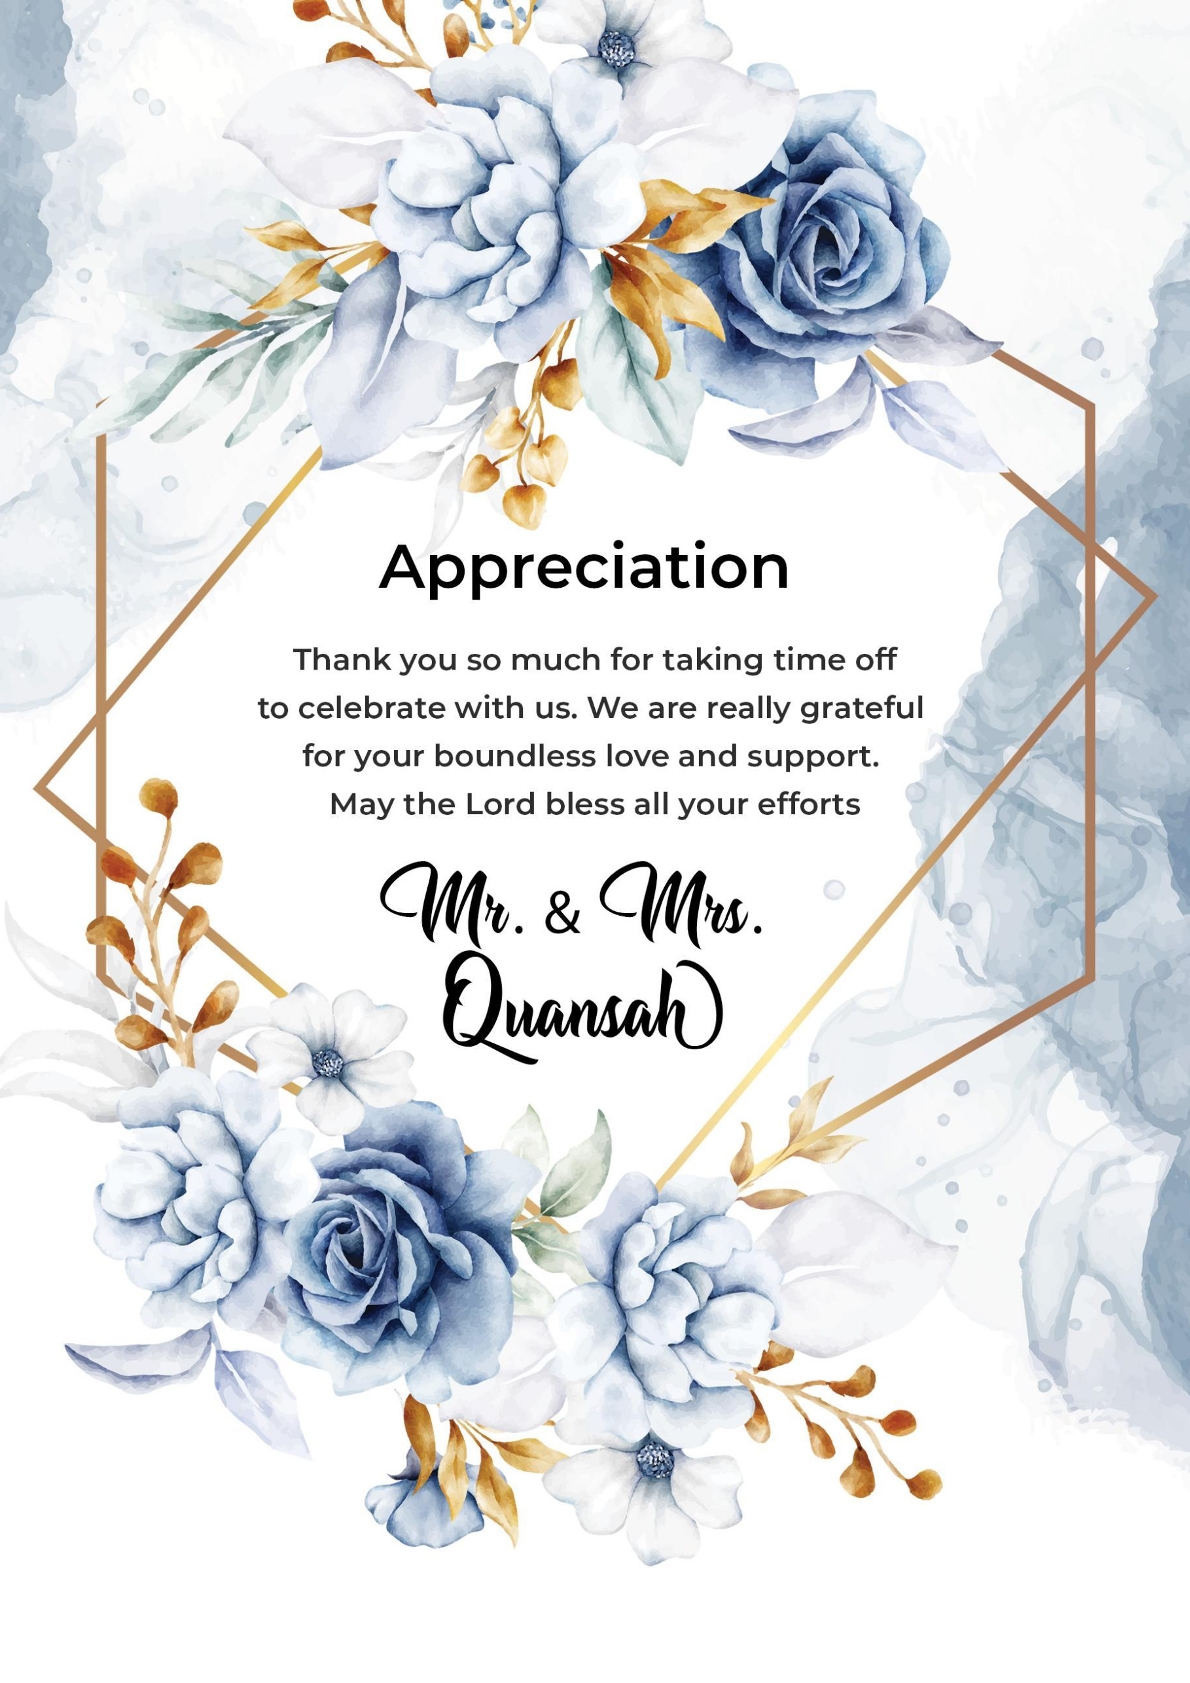 Appreciation
Thank you so much for taking time off
to celebrate with us. We are really grateful
for your boundless love and support.
May the Lord bless all your efforts
Mr. & Mrs.
Quansah